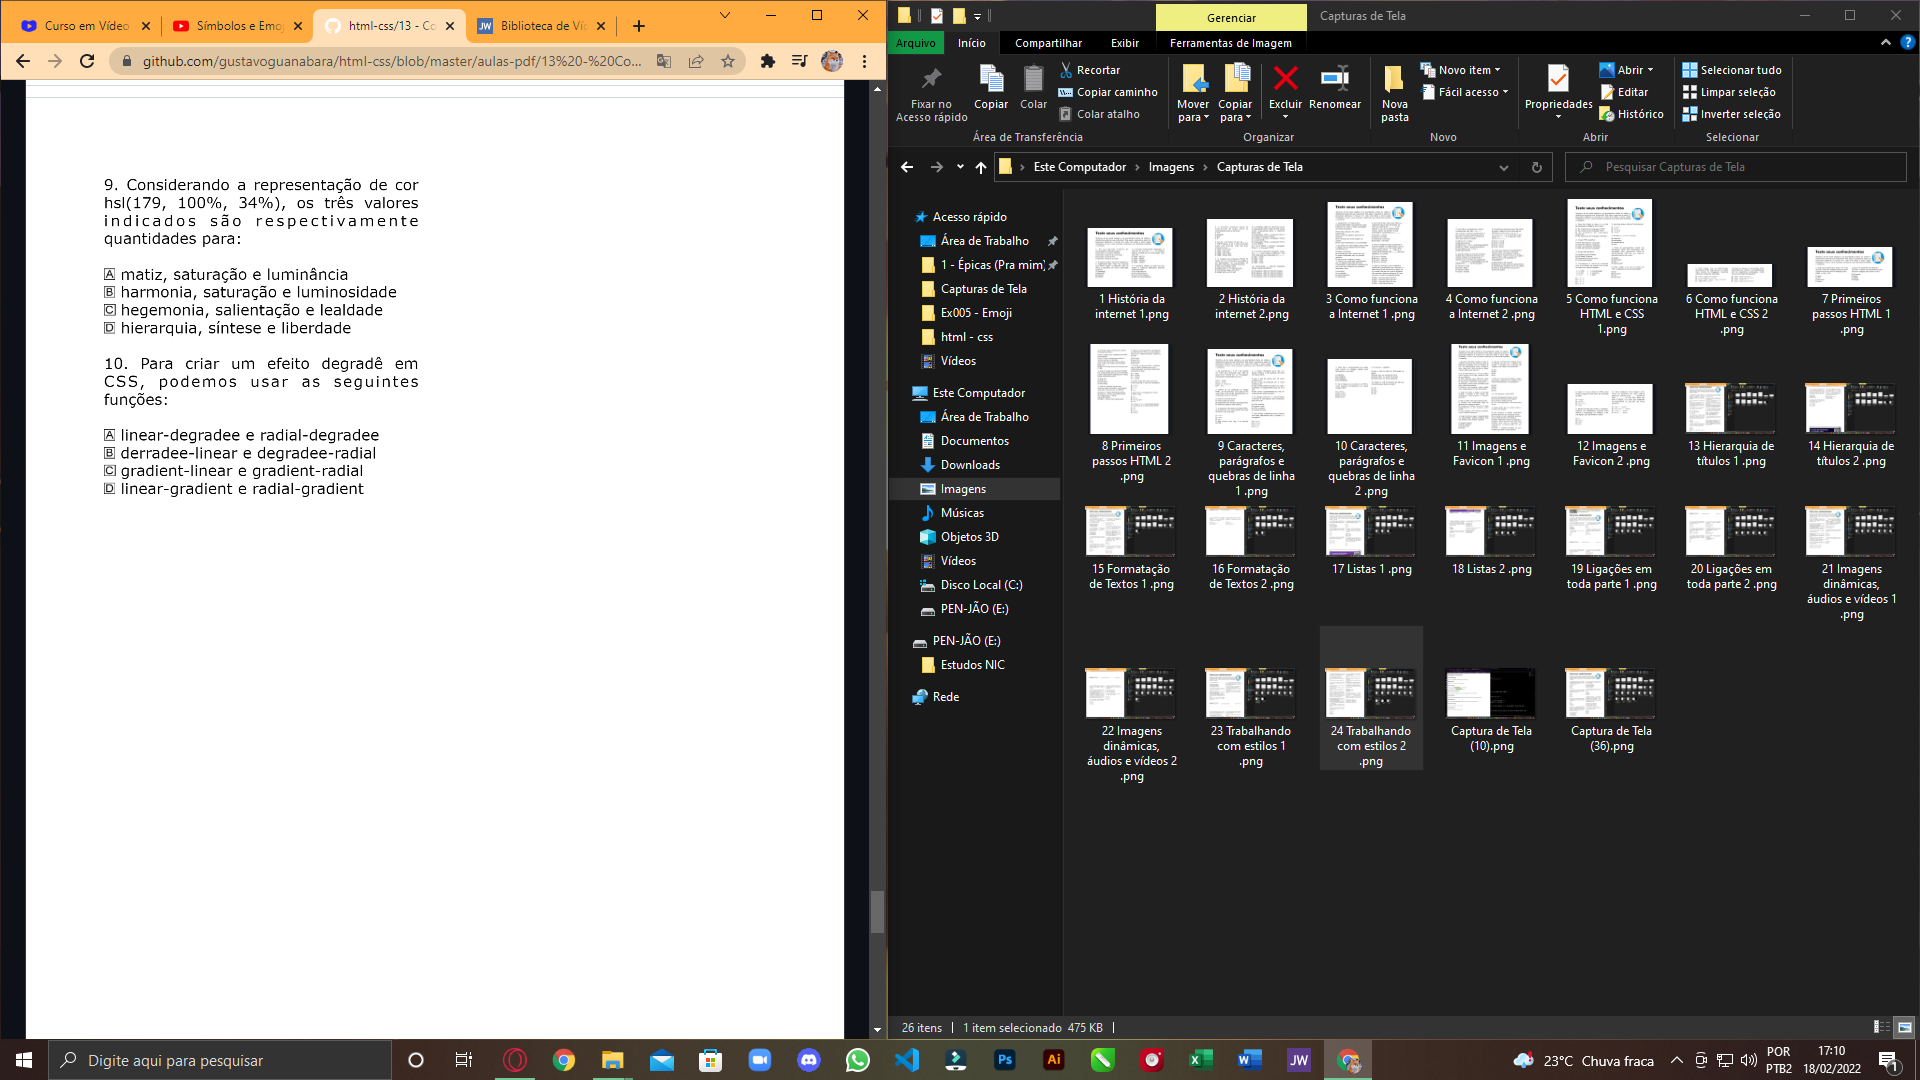 Curso em Vídeo
Símbolos e Emoj
html-css/13 - Co
Biblioteca de Ví
github.com/gustavoguanabara/html-css/blob/master/aulas-pdf/13%20-%20Co...
9. Considerando a representação de cor
hsl(179, 100%, 34%), os três valores
indicados são respectivamente
quantidades para:
A matiz, saturação e luminância
B harmonia, saturação e luminosidade
C hegemonia, salientação e lealdade
D hierarquia, síntese e liberdade
10. Para criar um efeito degradê em
CSS, podemos usar as seguintes
funções:
A linear-degradee e radial-degradee
B derradee-linear e degradee-radial
C gradient-linear e gradient-radial
D linear-gradient e radial-gradient
Gerenciar
Capturas de Tela
Arquivo
Início
Compartilhar
Exibir
Ferramentas de Imagem
Fixar no
Acesso rápido
Copiar
Colar
Recortar
Copiar caminho
Colar atalho
Área de Transferência
Mover
para
Copiar
para
Excluir
Renomear
Organizar
Nova
pasta
Novo item
Fácil acesso
Novo
Propriedades
Abrir
Editar
Histórico
Abrir
Selecionar tudo
Limpar seleção
Inverter seleção
Selecionar
Este Computador
Imagens
Capturas de Tela
Pesquisar Capturas de Tela
Acesso rápido
Área de Trabalho
1 - Épicas (Pra mim)
Capturas de Tela
Ex005 - Emoji
html - css
Vídeos
Este Computador
Área de Trabalho
Documentos
Downloads
Imagens
Músicas
Objetos 3D
Vídeos
Disco Local (C:)
PEN-JÃO (E:)
PEN-JÃO (E:)
Estudos NIC
Rede
1 História da
internet 1.png
2 História da
internet 2.png
3 Como funciona
a Internet 1 .png
4 Como funciona
a Internet 2 .png
5 Como funciona
HTML e CSS
1.png
6 Como funciona
HTML e CSS 2
.png
7 Primeiros
passos HTML 1
.png
8 Primeiros
passos HTML 2
.png
9 Caracteres,
parágrafos e
quebras de linha
1 .png
10 Caracteres,
parágrafos e
quebras de linha
2 .png
11 Imagens e
Favicon 1 .png
12 Imagens e
Favicon 2 .png
13 Hierarquia de
títulos 1 .png
14 Hierarquia de
títulos 2 .png
15 Formatação
de Textos 1 .png
16 Formatação
de Textos 2 .png
17 Listas 1 .png
18 Listas 2 .png
19 Ligações em
toda parte 1 .png
20 Ligações em
toda parte 2 .png
21 Imagens
dinâmicas,
áudios e vídeos 1
.png
22 Imagens
dinâmicas,
áudios e vídeos 2
.png
23 Trabalhando
com estilos 1
.png
24 Trabalhando
com estilos 2
.png
Captura de Tela
(10).png
Captura de Tela
(36).png
26 itens
1 item selecionado 475 KB
Digite aqui para pesquisar
23°C Chuva fraca
POR
PTB2
17:10
18/02/2022